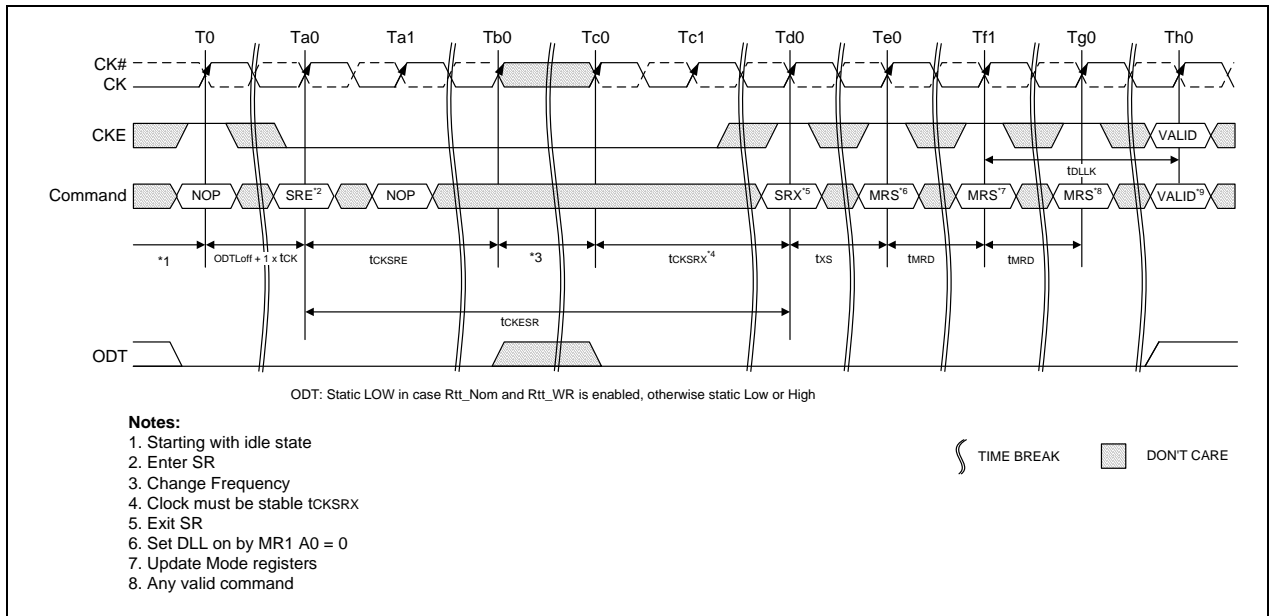 T0 Ta0 Ta1 Tb0 Tc0 Tc1 Td0 Te0 Tf1 Tg0 Th0
CK#
CK
CKE
VALID
tDLLK
Command
NOP SRE*2 NOP SRX*5 MRS*6 MRS*7 MRS*8 VALID*9
*1 ODTLoff + 1 x tCK tCKSRE *3 tCKSRX*4 tXS tMRD tMRD
tCKESR
ODT
ODT: Static LOW in case Rtt_Nom and Rtt_WR is enabled, otherwise static Low or High
Notes:
1. Starting with idle state
2. Enter SR
3. Change Frequency
4. Clock must be stable tCKSRX
5. Exit SR
6. Set DLL on by MR1 A0 = 0
7. Update Mode registers
8. Any valid command
TIME BREAK DON'T CARE